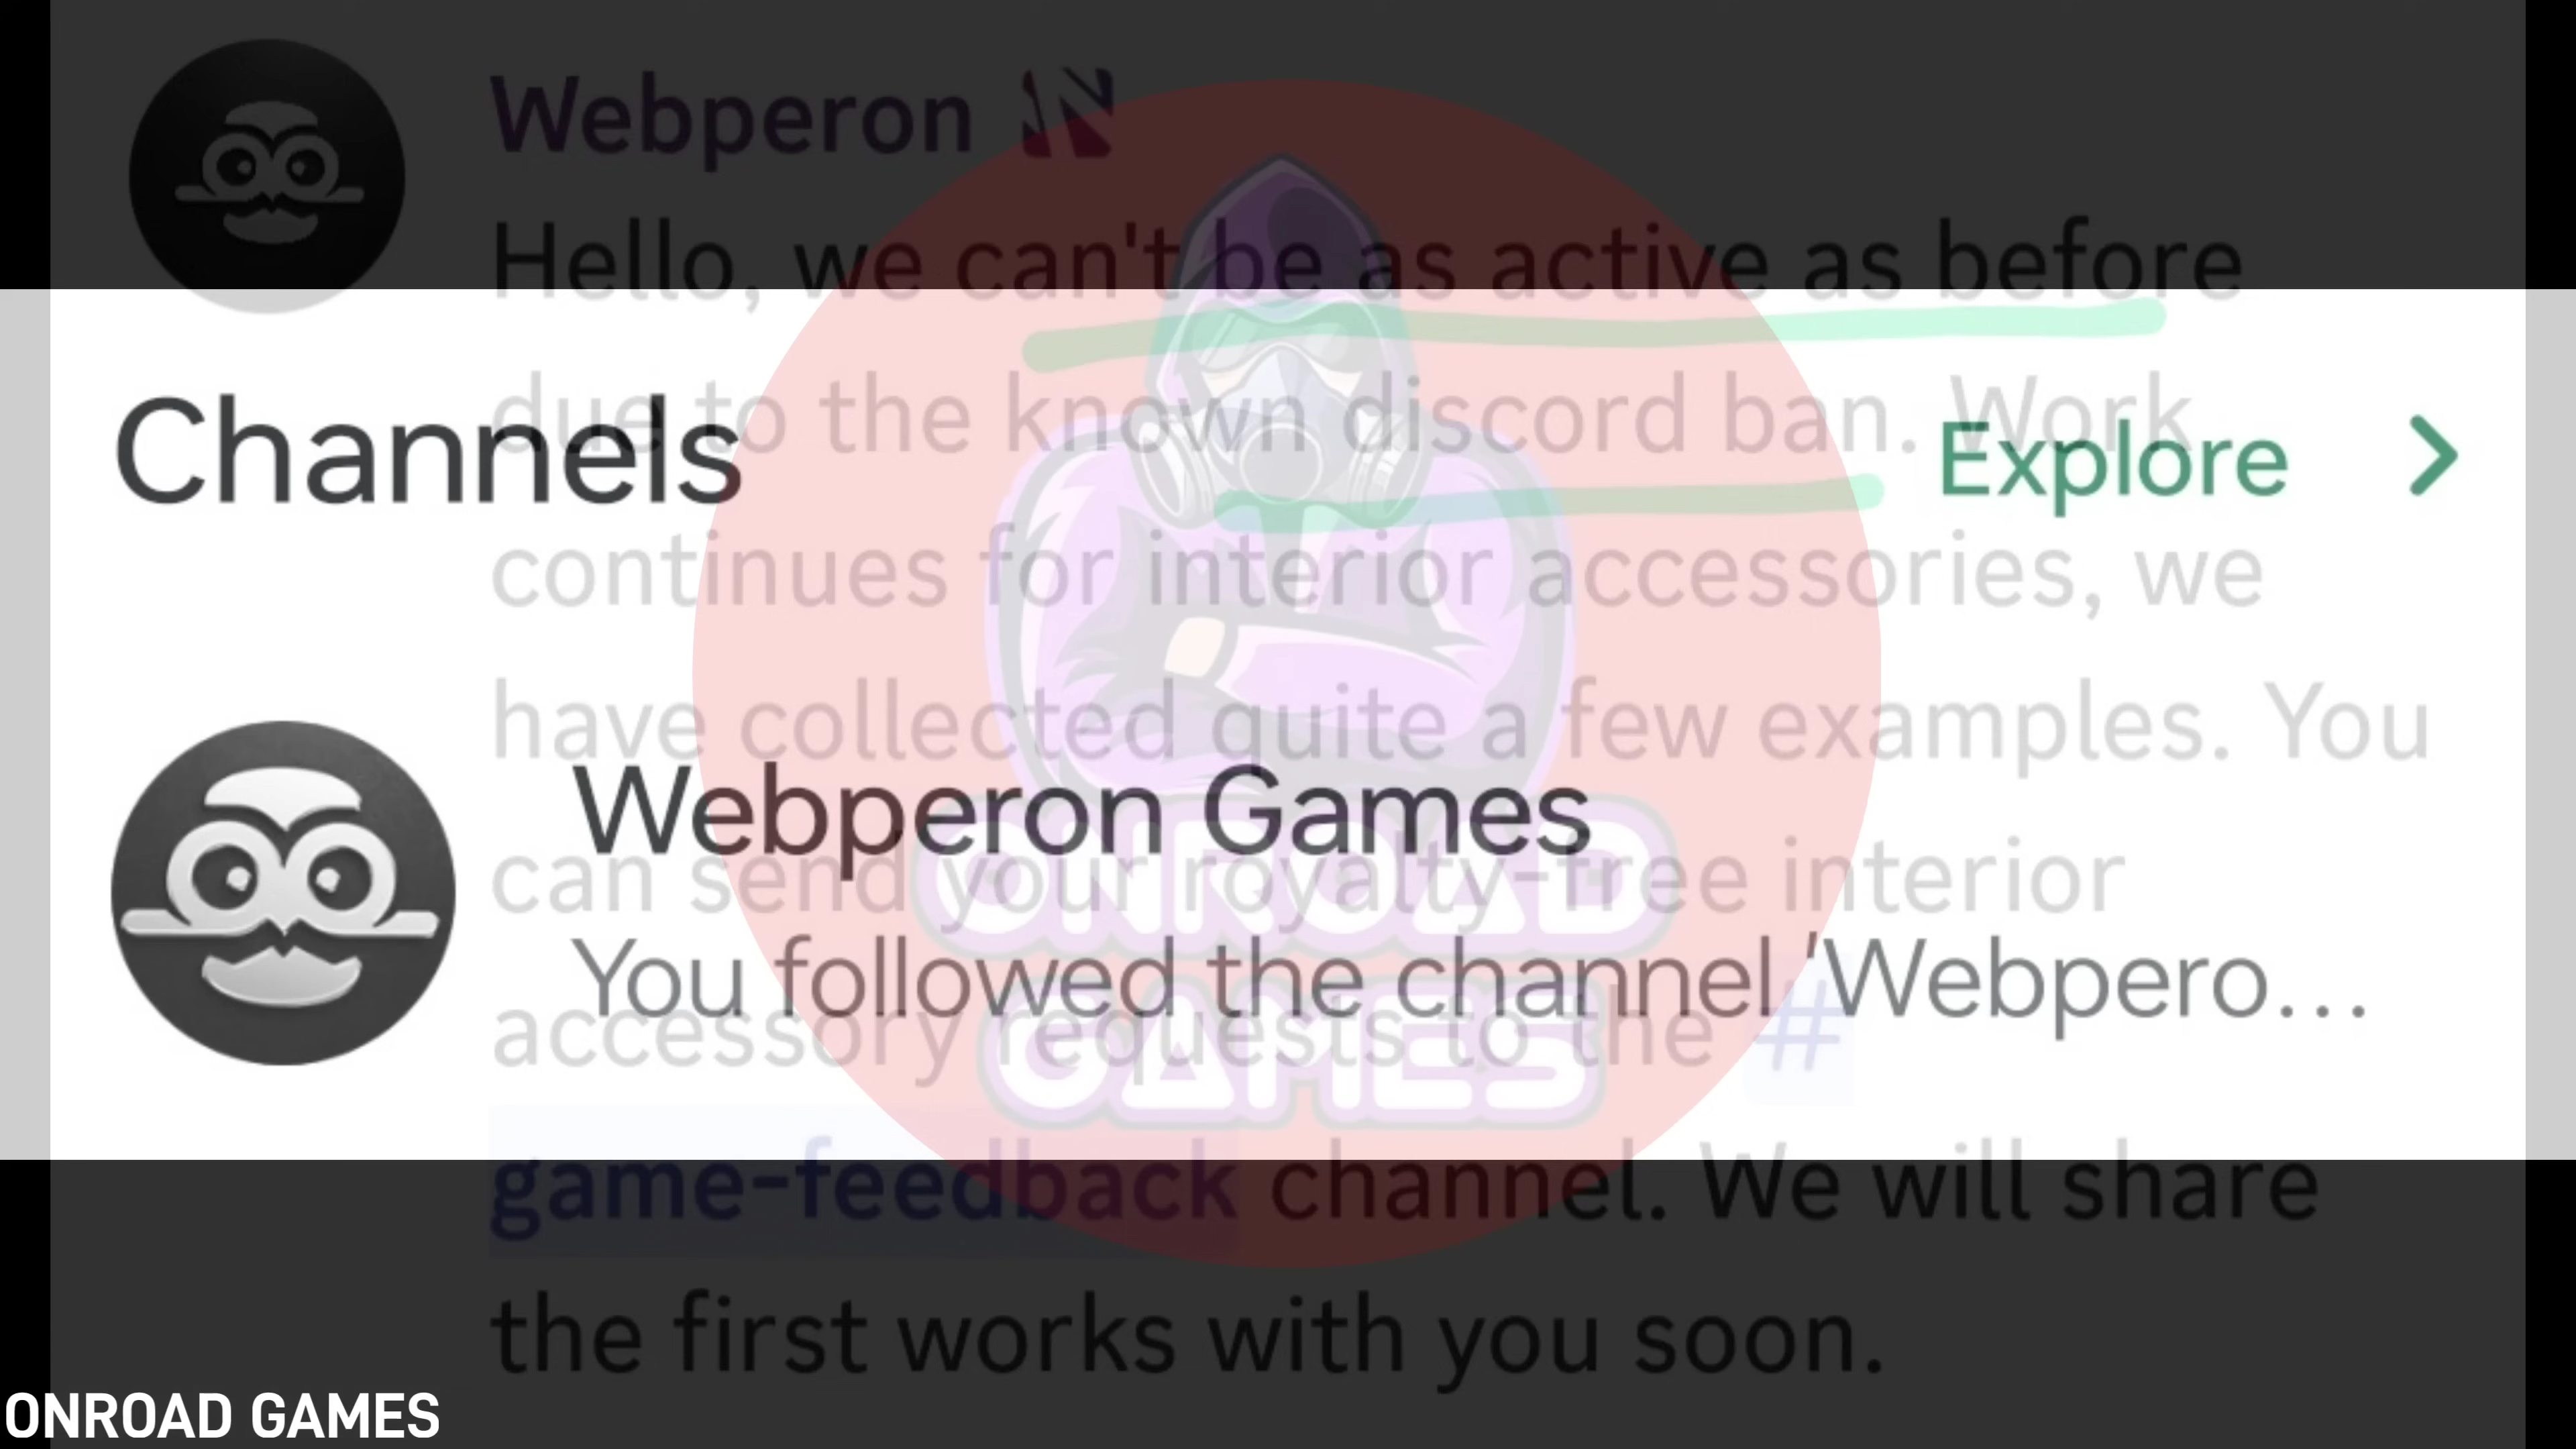 Webperon
Hello, we can't be as active as before
due to the known discord ban. Work
Channels
Explore
continues for interior accessories, we
have collected quite a few examples. You
Webperon Games
can send your royalty-free interior
You followed the channel 'Webpero...
accessory requests to the #
game-feedback channel. We will share
the first works with you soon.
ONROAD
GAMES
ONROAD GAMES